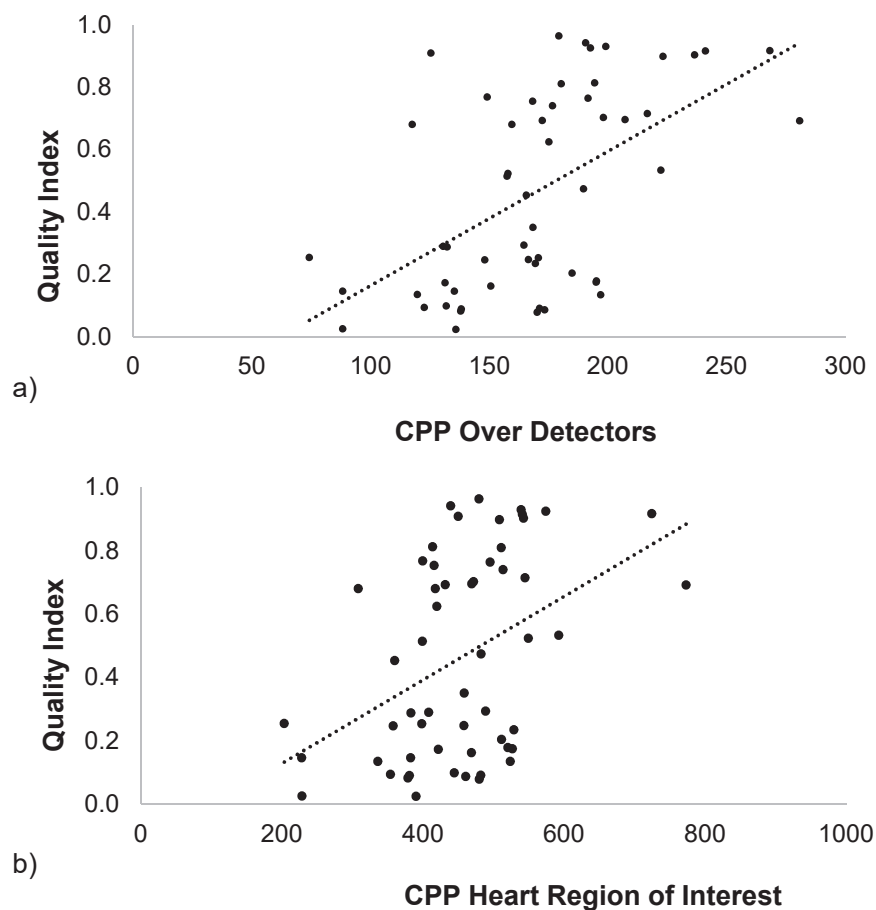 1.0
0.8
0.6
0.4
0.2
0.0
Quality Index
0 50 100 150 200 250 300
a)
CPP Over Detectors
1.0
0.8
0.6
0.4
0.2
0.0
Quality Index
0 200 400 600 800 1000
b)
CPP Heart Region of Interest